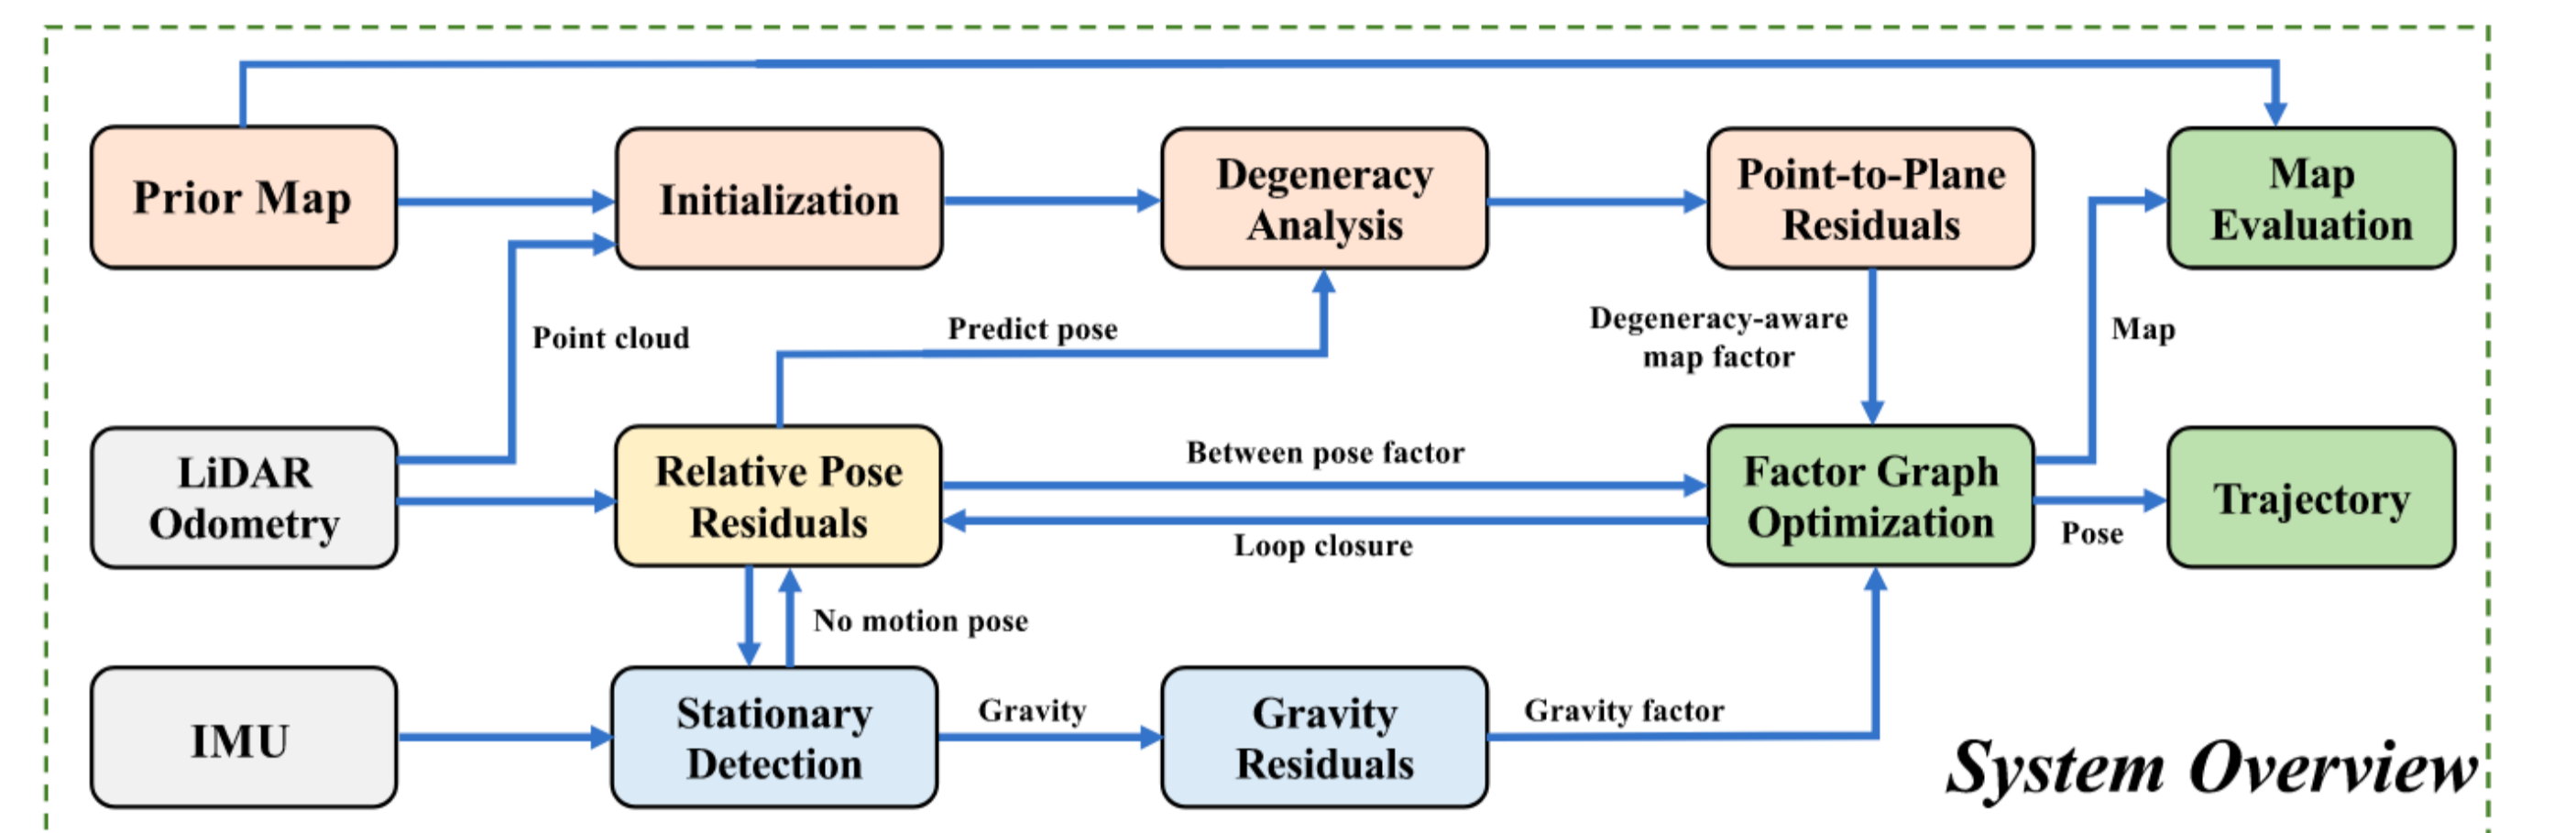 Prior Map
Initialization
Degeneracy
Analysis
Point-to-Plane
Residuals
Map
Evaluation
Point cloud
Predict pose
Degeneracy-aware
map factor
Map
LiDAR
Odometry
Relative Pose
Residuals
Between pose factor
Loop closure
Factor Graph
Optimization
Pose
Trajectory
No motion pose
IMU
Stationary
Detection
Gravity
Gravity
Residuals
Gravity factor
System Overview